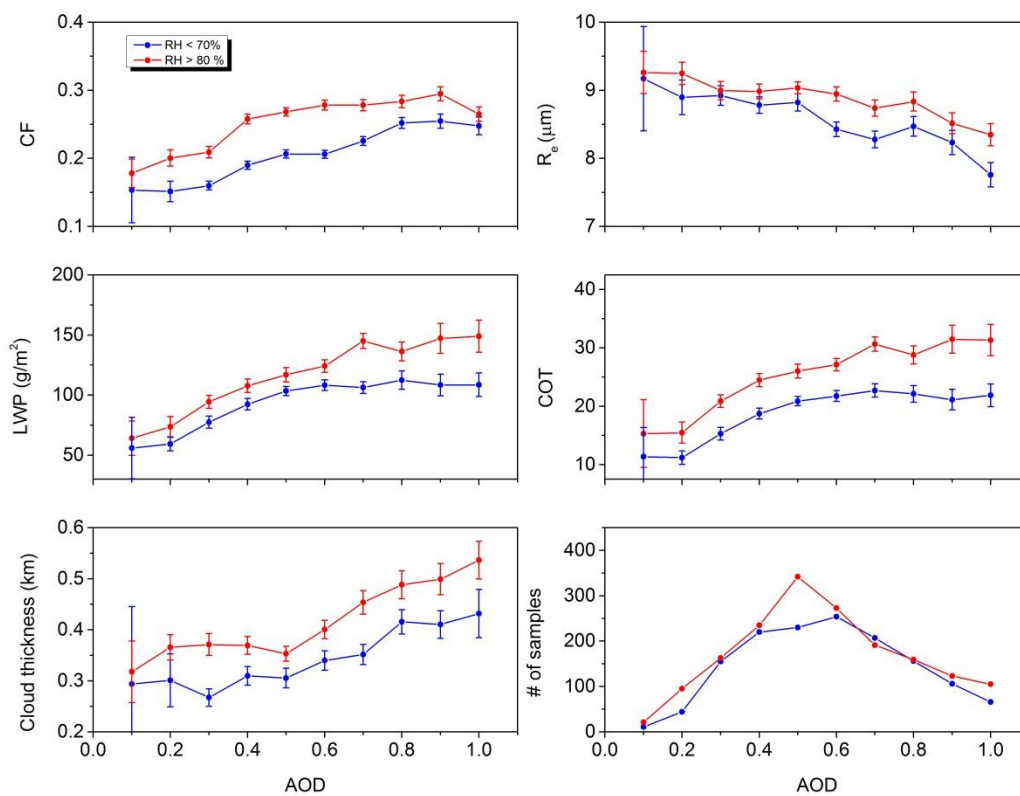 0.4
0.3
0.2
0.1
CF
RH < 70%
RH > 80 %
10
9
8
7
Re (μm)
200
150
100
50
LWP (g/m²)
40
30
20
10
COT
0.6
0.5
0.4
0.3
0.2
Cloud thickness (km)
0.0 0.2 0.4 0.6 0.8 1.0
AOD
400
300
200
100
0
# of samples
0.0 0.2 0.4 0.6 0.8 1.0
AOD